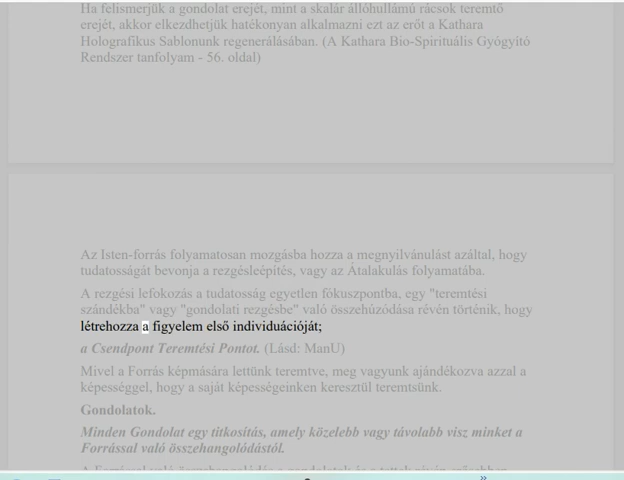 Ha felismerjük a gondolat erejét, mint a skalár állóhullámú rácsok teremtő
erejét, akkor elkezdhetjük hatékonyan alkalmazni ezt az erőt a Kathara
Holografikus Sablonunk regenerálásában. (A Kathara Bio-Spirituális Gyógyító
Rendszer tanfolyam - 56. oldal)
Az Isten-forrás folyamatosan mozgásba hozza a megnyilvánulást azáltal, hogy
tudatosságát bevonja a rezgésleépítés, vagy az Átalakulás folyamatába.
A rezgési lefokozás a tudatosság egyetlen fókuszpontba, egy "teremtési
szándékba" vagy "gondolati rezgésbe" való összehúzódása révén történik, hogy
létrehozza a figyelem első individuációját;
a Csendpont Teremtési Pontot. (Lásd: ManU)
Mivel a Forrás képmására lettünk teremtve, meg vagyunk ajándékozva azzal a
képességgel, hogy a saját képességeinken keresztül teremtsünk.
Gondolatok.
Minden Gondolat egy titkosítás, amely közelebb vagy távolabb visz minket a
Forrással való összehangolódástól.